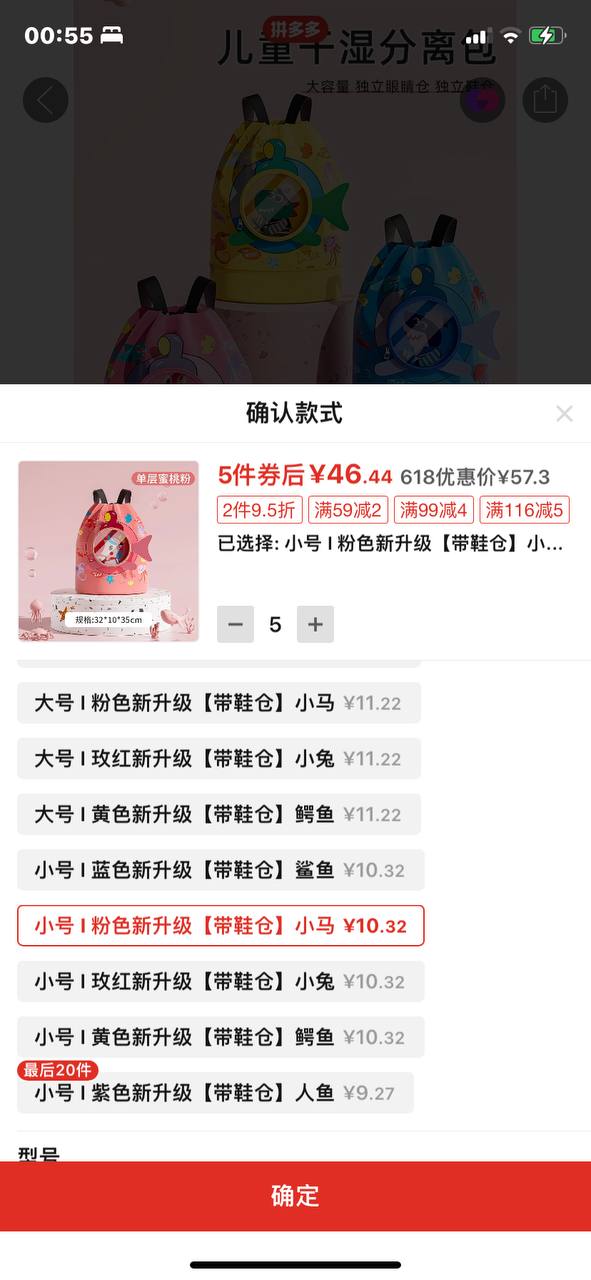 00:55
拼多多
儿童干湿分离包
大容量 独立眼睛仓 独立鞋仓
确认款式
单层蜜桃粉
规格:32*10*35cm
5件券后¥46.44 618优惠价¥57.3
2件9.5折 满59减2 满99减4 满116减5
已选择: 小号 I 粉色新升级【带鞋仓】小...
5
大号 I 粉色新升级【带鞋仓】小马 ¥11.22
大号 I 玫红新升级【带鞋仓】小兔 ¥11.22
大号 I 黄色新升级【带鞋仓】鳄鱼 ¥11.22
小号 I 蓝色新升级【带鞋仓】鲨鱼 ¥10.32
小号 I 粉色新升级【带鞋仓】小马 ¥10.32
小号 I 玫红新升级【带鞋仓】小兔 ¥10.32
小号 I 黄色新升级【带鞋仓】鳄鱼 ¥10.32
最后20件
小号 I 紫色新升级【带鞋仓】人鱼 ¥9.27
型号
确定